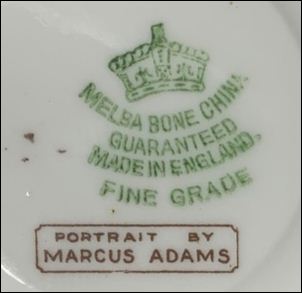 MELBA BONE CHINA
GUARANTEED
MADE IN ENGLAND,
FINE GRADE
PORTRAIT BY
MARCUS ADAMS